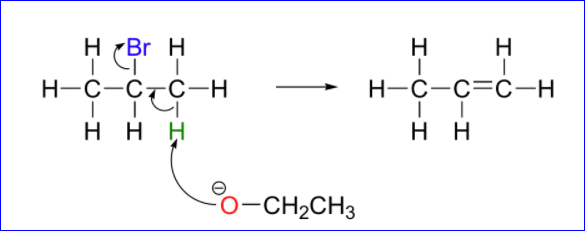 H Br H H H
H–C–C–C–H H–C–C=C–H
H H H H H
⊖
O–CH₂CH₃